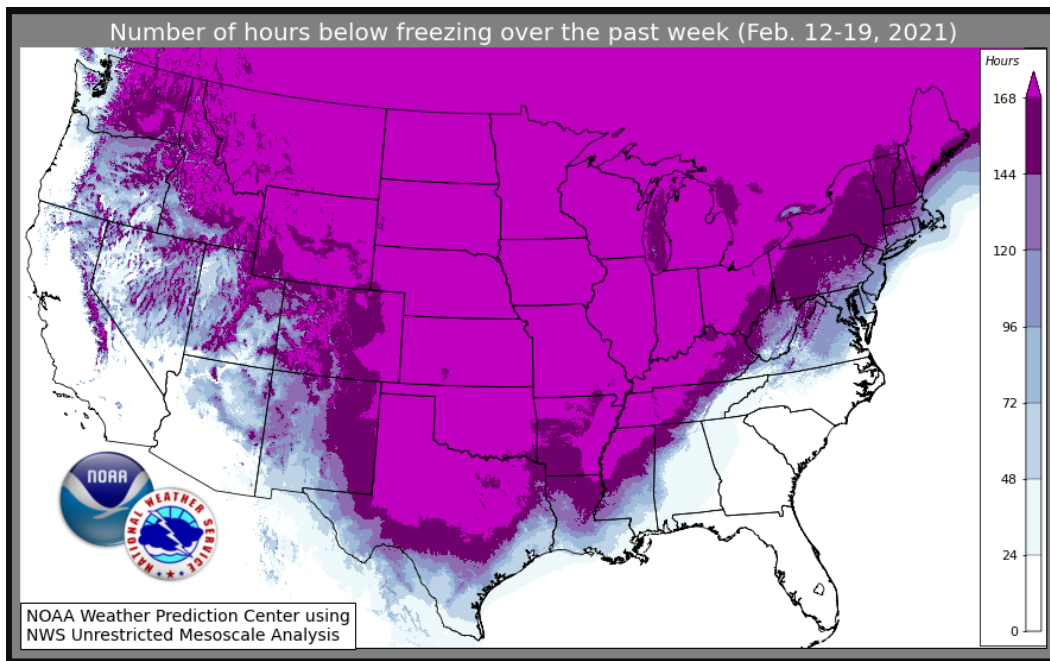 Number of hours below freezing over the past week (Feb. 12-19, 2021)
Hours
168
144
120
96
72
48
24
0
NOAA
NATIONAL WEATHER SERVICE
NOAA Weather Prediction Center using
NWS Unrestricted Mesoscale Analysis